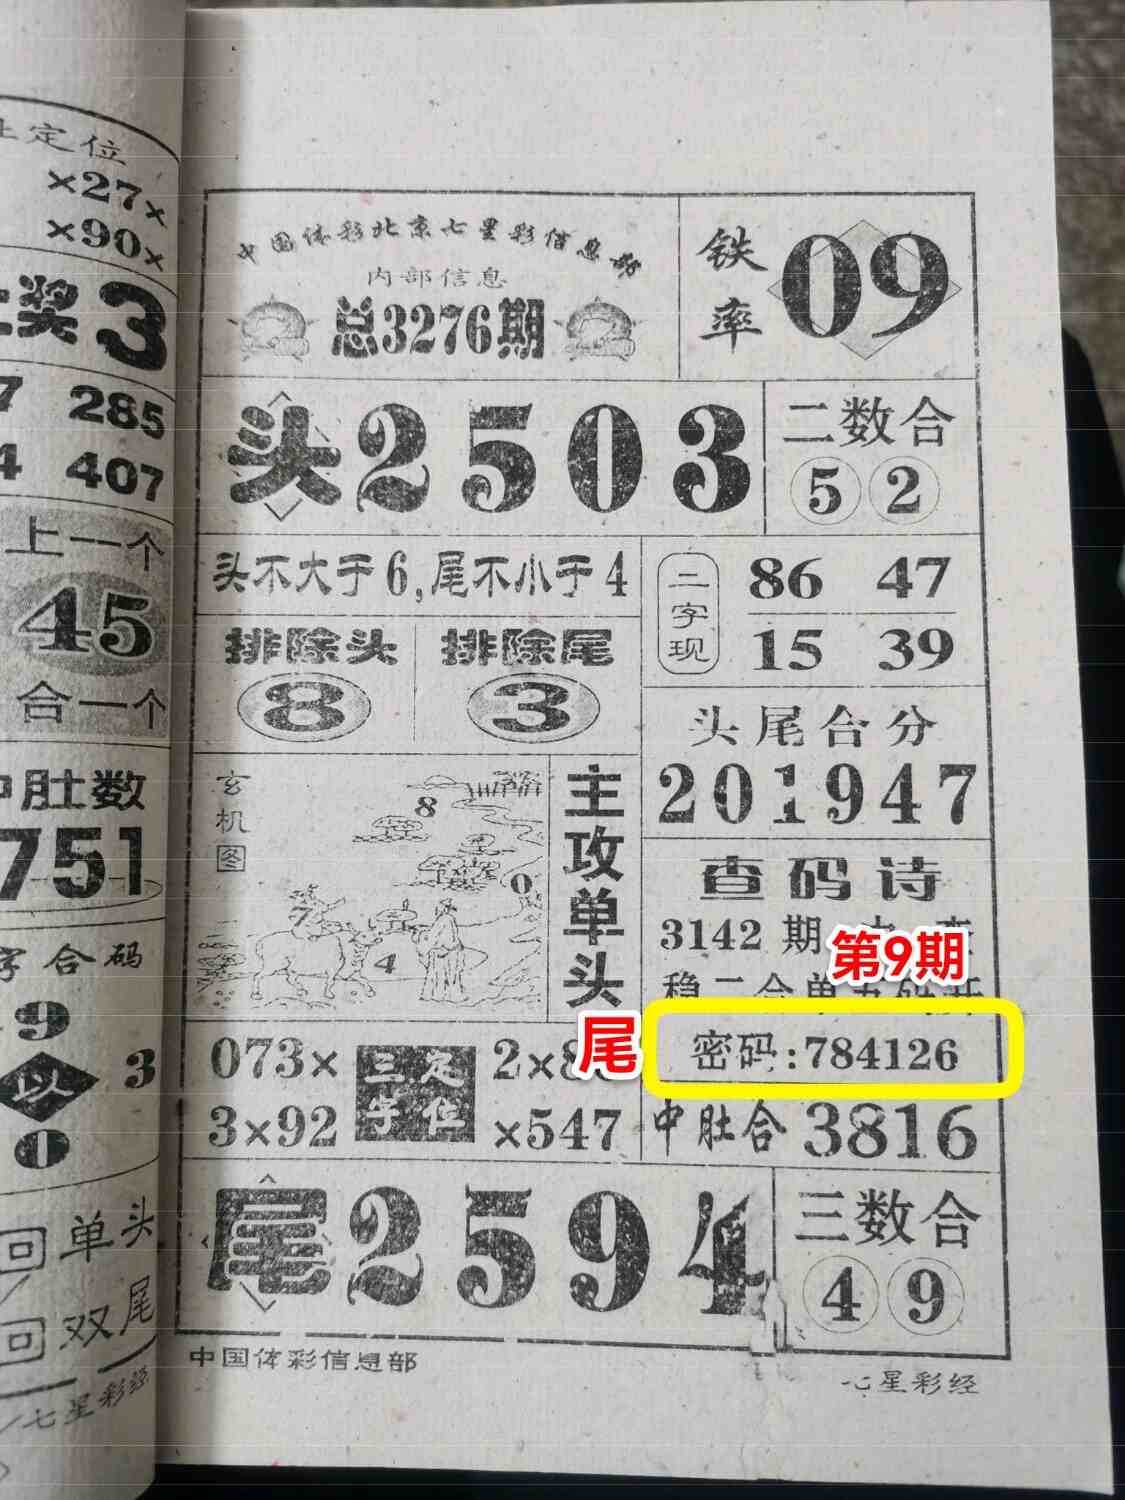 定位
×27×
×90×
奖3
7 285
4 407
上一个
45
合一个
中肚数
751
字合码
9
以 3
0
回 单头
回 双尾
七星彩经
中国体彩北京七星彩信息部
内部信息
总3276期
铁率
09
头2503
二数合
5 2
头不大于6,尾不小于4
排除头 排除尾
8 3
二字现
86 47
15 39
头尾合分
201947
玄机图
8
0
7
4
主攻单头
查码诗
3142期
第9期
尾
密码:784126
073× 三字定位 2×8
3×92 ×547
中肚合3816
尾2594
三数合
4 9
中国体彩信息部
七星彩经